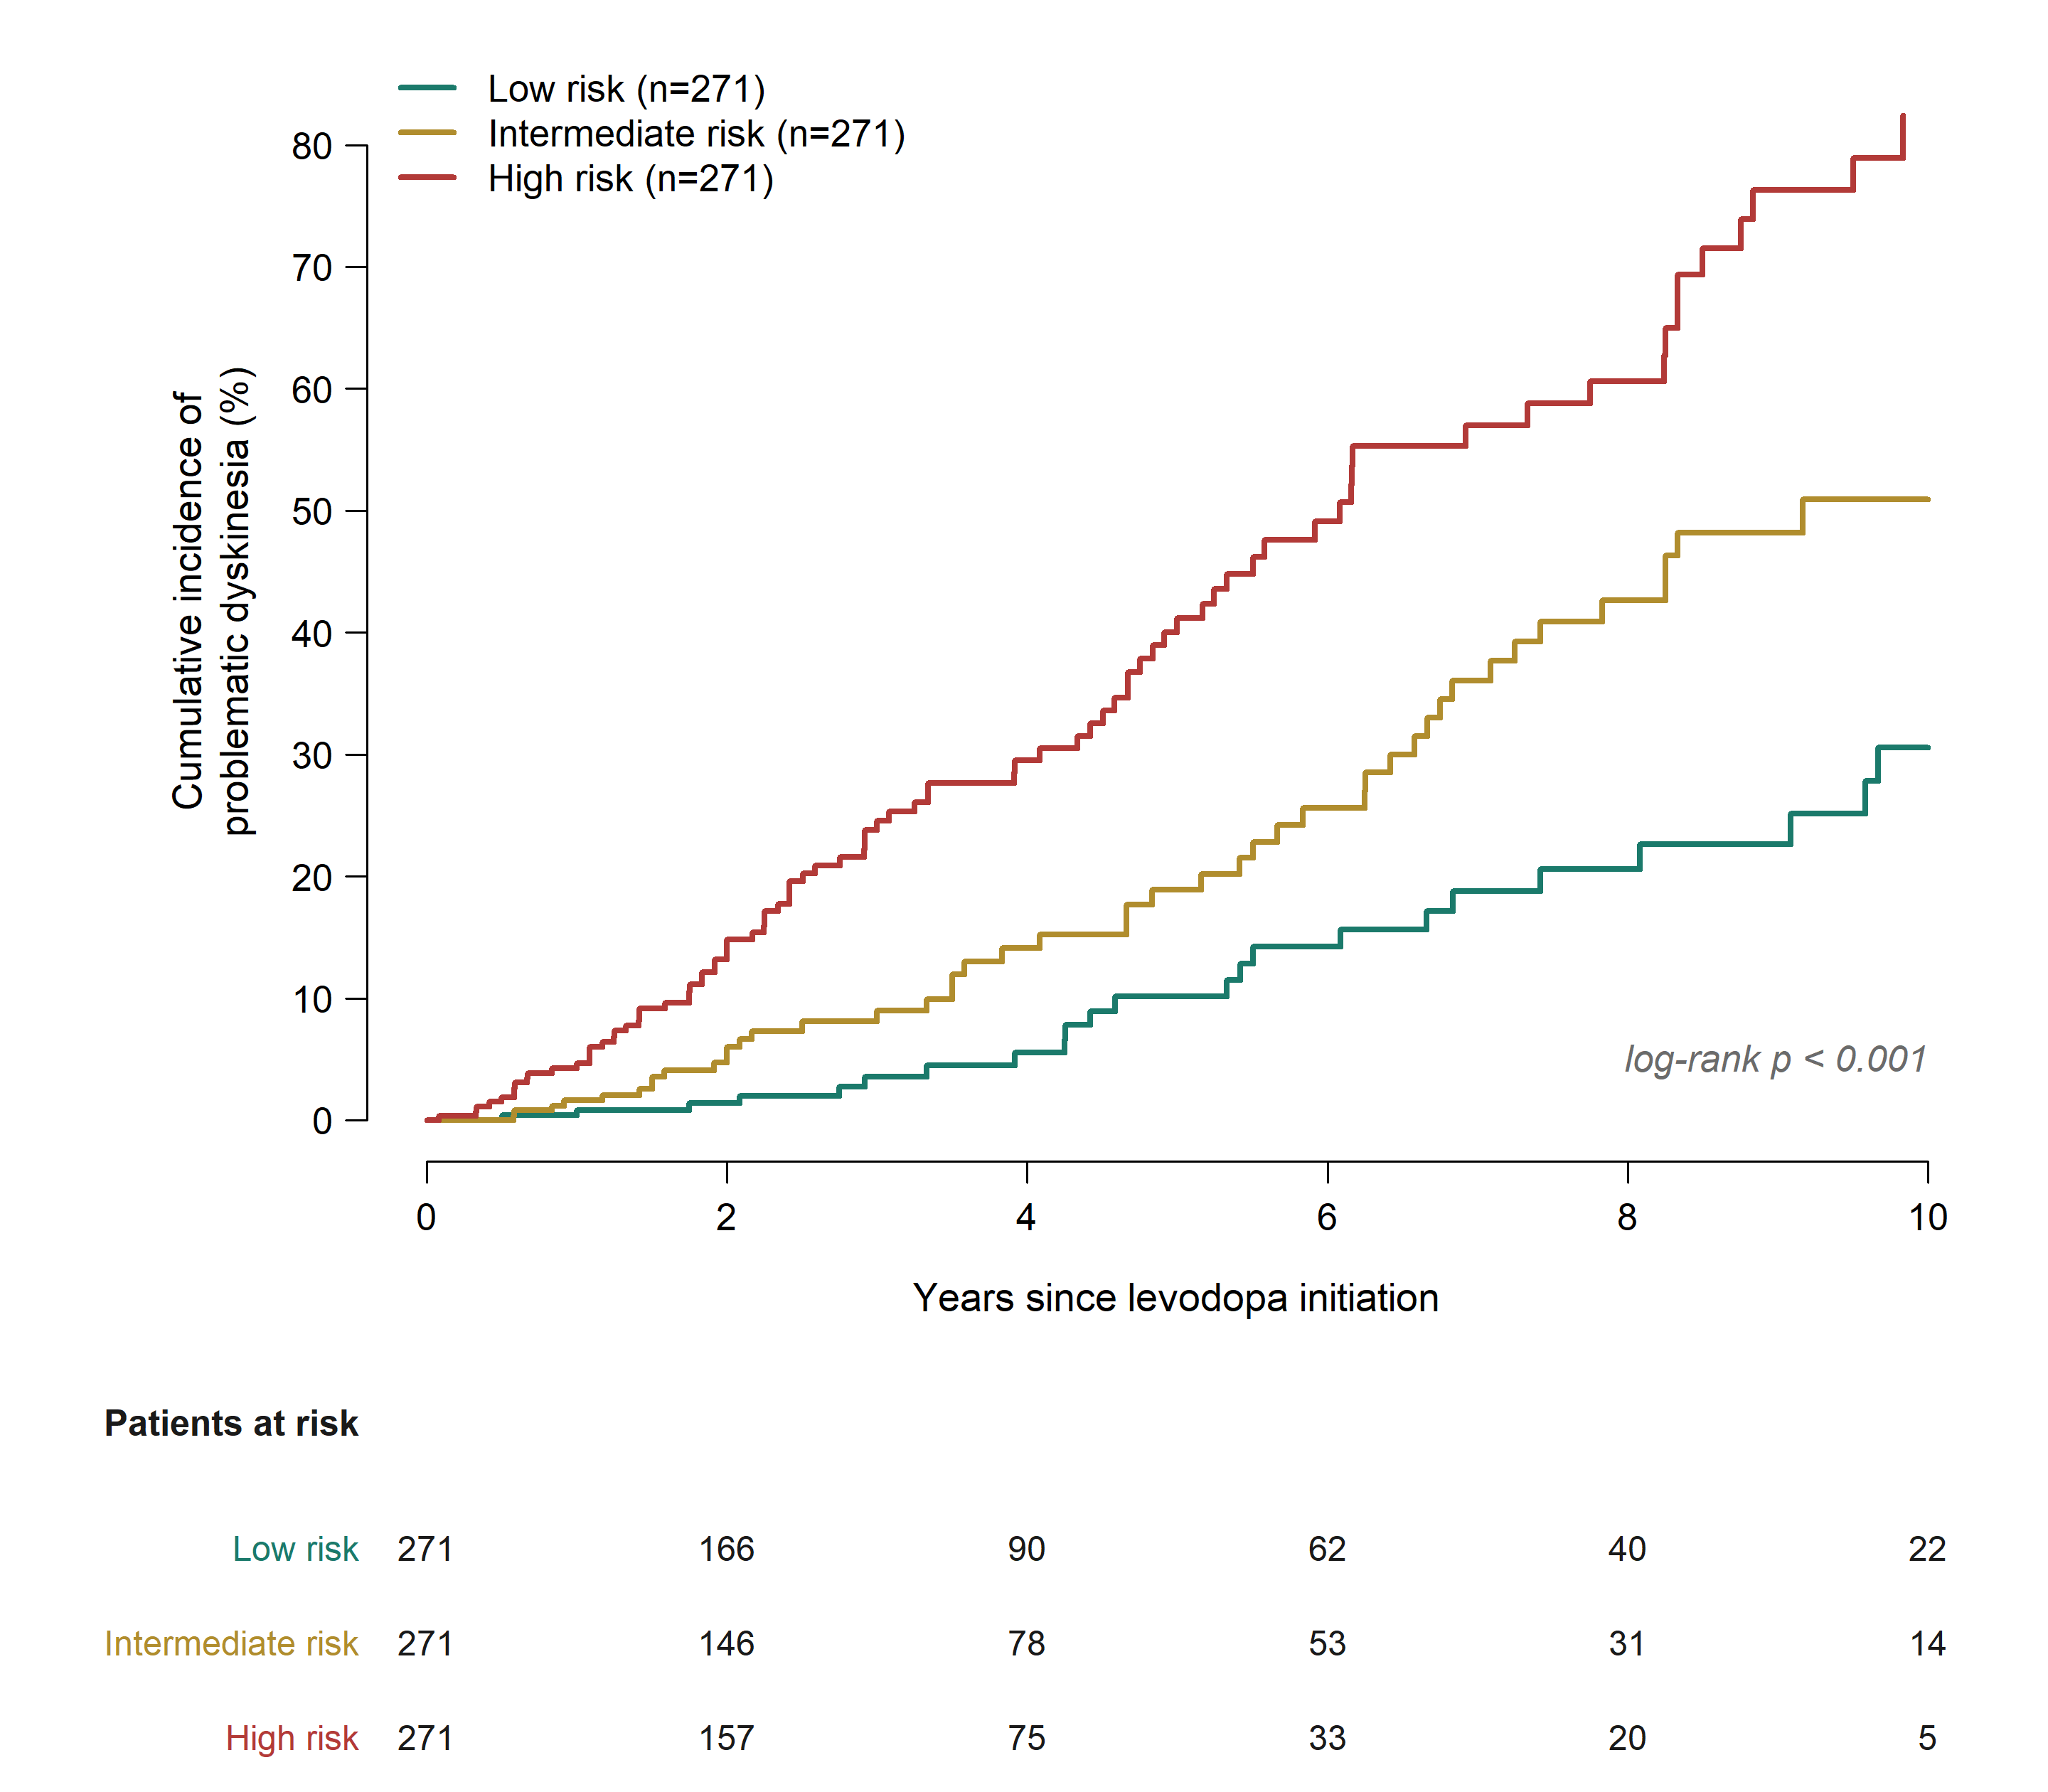 Low risk (n=271)
Intermediate risk (n=271)
High risk (n=271)
80
70
60
50
40
30
20
10
0
Cumulative incidence of
problematic dyskinesia (%)
log-rank p < 0.001
0 2 4 6 8 10
Years since levodopa initiation
Patients at risk
Low risk 271 166 90 62 40 22
Intermediate risk 271 146 78 53 31 14
High risk 271 157 75 33 20 5